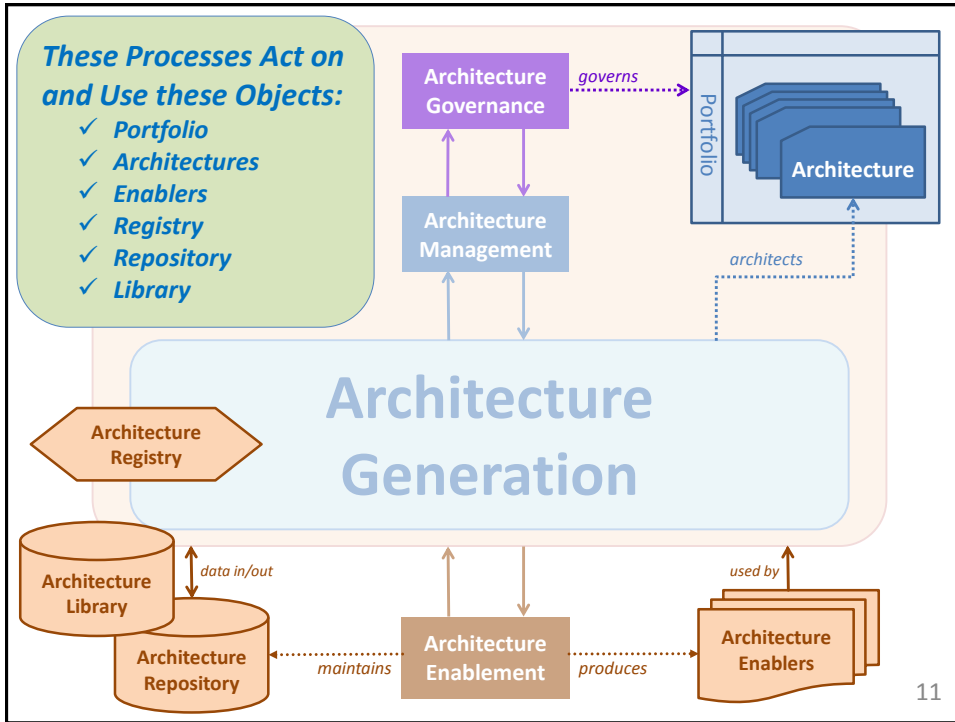 These Processes Act on
and Use these Objects:
✓ Portfolio
✓ Architectures
✓ Enablers
✓ Registry
✓ Repository
✓ Library
Architecture
Governance
governs
Portfolio
Architecture
Architecture
Management
architects
Architecture
Generation
Architecture
Registry
Architecture
Library
data in/out
used by
Architecture
Repository
maintains
Architecture
Enablement
produces
Architecture
Enablers
11